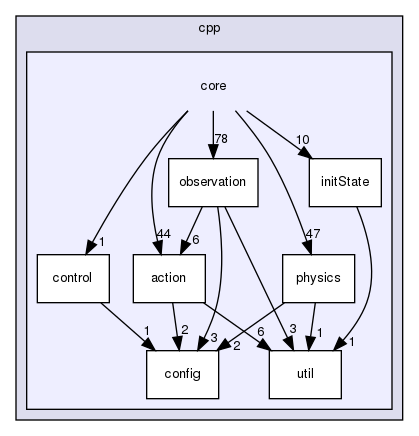 cpp
core
78
10
observation
initState
1
44
6
47
control
action
physics
1
2
3
2
6
3
1
1
config
util